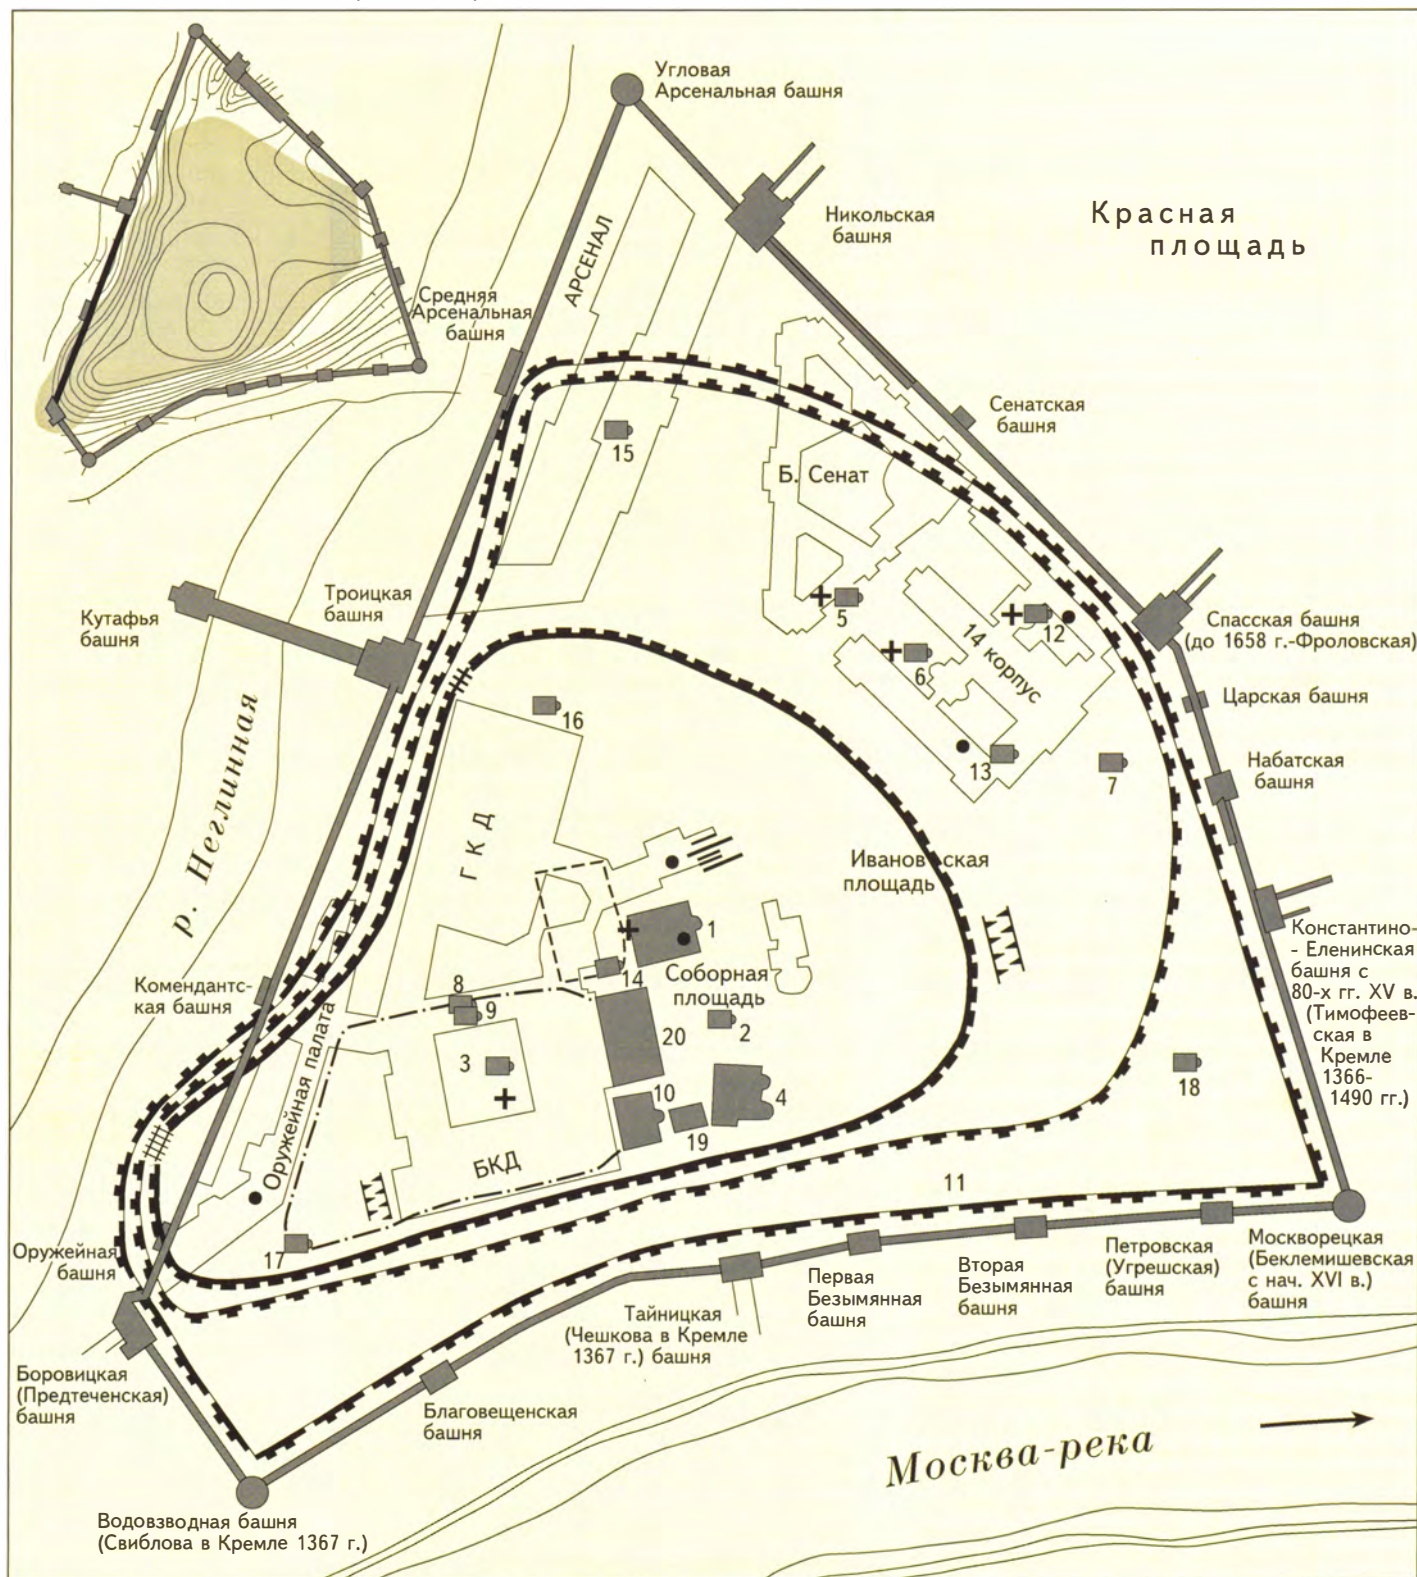 Угловая
Арсенальная башня
Никольская
башня
Красная
площадь
АРСЕНАЛ
Средняя
Арсенальная
башня
Сенатская
башня
15
Б. Сенат
Троицкая
башня
Кутафья
башня
5
12
14 корпус
6
Спасская башня
(до 1658 г.-Фроловская)
Царская башня
16
13
7
Набатская
башня
р. Неглинная
ГКД
Ивановская
площадь
1
Константино-
- Еленинская
башня с
80-х гг. XV в.
(Тимофеев-
ская в
Кремле
1366-
1490 гг.)
Комендантс-
кая башня
14
Соборная
площадь
8
9
20
2
3
18
10
4
19
Оружейная палата
БКД
11
17
Оружейная
башня
Тайницкая
(Чешкова в Кремле
1367 г.) башня
Первая
Безымянная
башня
Вторая
Безымянная
башня
Петровская
(Угрешская)
башня
Москворецкая
(Беклемишевская
с нач. XVI в.)
башня
Боровицкая
(Предтеченская)
башня
Благовещенская
башня
Москва-река
Водовзводная башня
(Свиблова в Кремле 1367 г.)